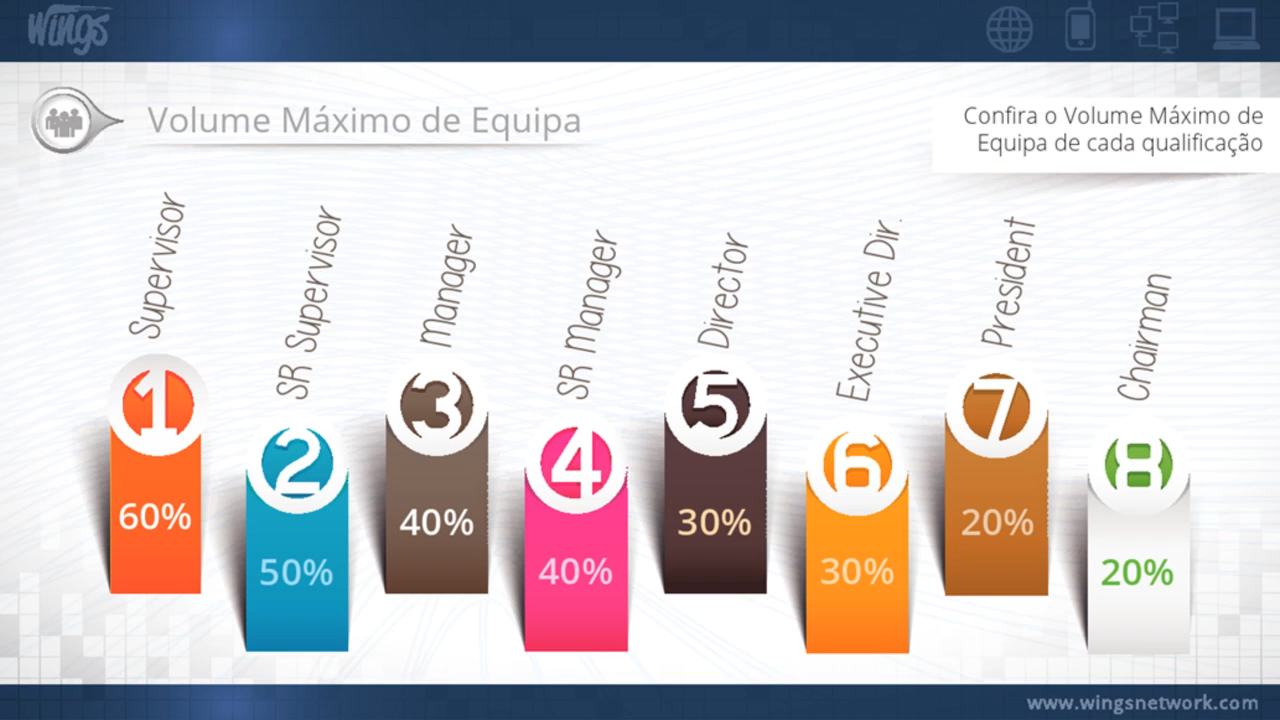 Wings
Volume Máximo de Equipa
Confira o Volume Máximo de
Equipa de cada qualificação
Supervisor
SR Supervisor
Manager
SR Manager
Director
Executive Dir.
President
Chairman
1
2
3
4
5
6
7
8
60%
50%
40%
40%
30%
30%
20%
20%
www.wingsnetwork.com